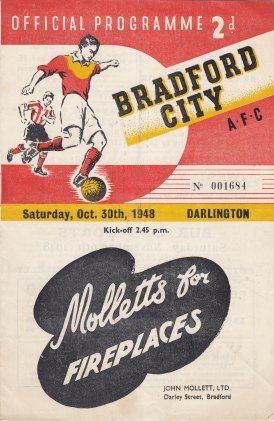 OFFICIAL PROGRAMME 2d
BRADFORD
CITY
A·F·C
No 001684
Saturday, Oct. 30th, 1948 DARLINGTON
Kick-off 2.45 p.m.
Molletts for
FIREPLACES
JOHN MOLLETT, LTD.
Darley Street, Bradford